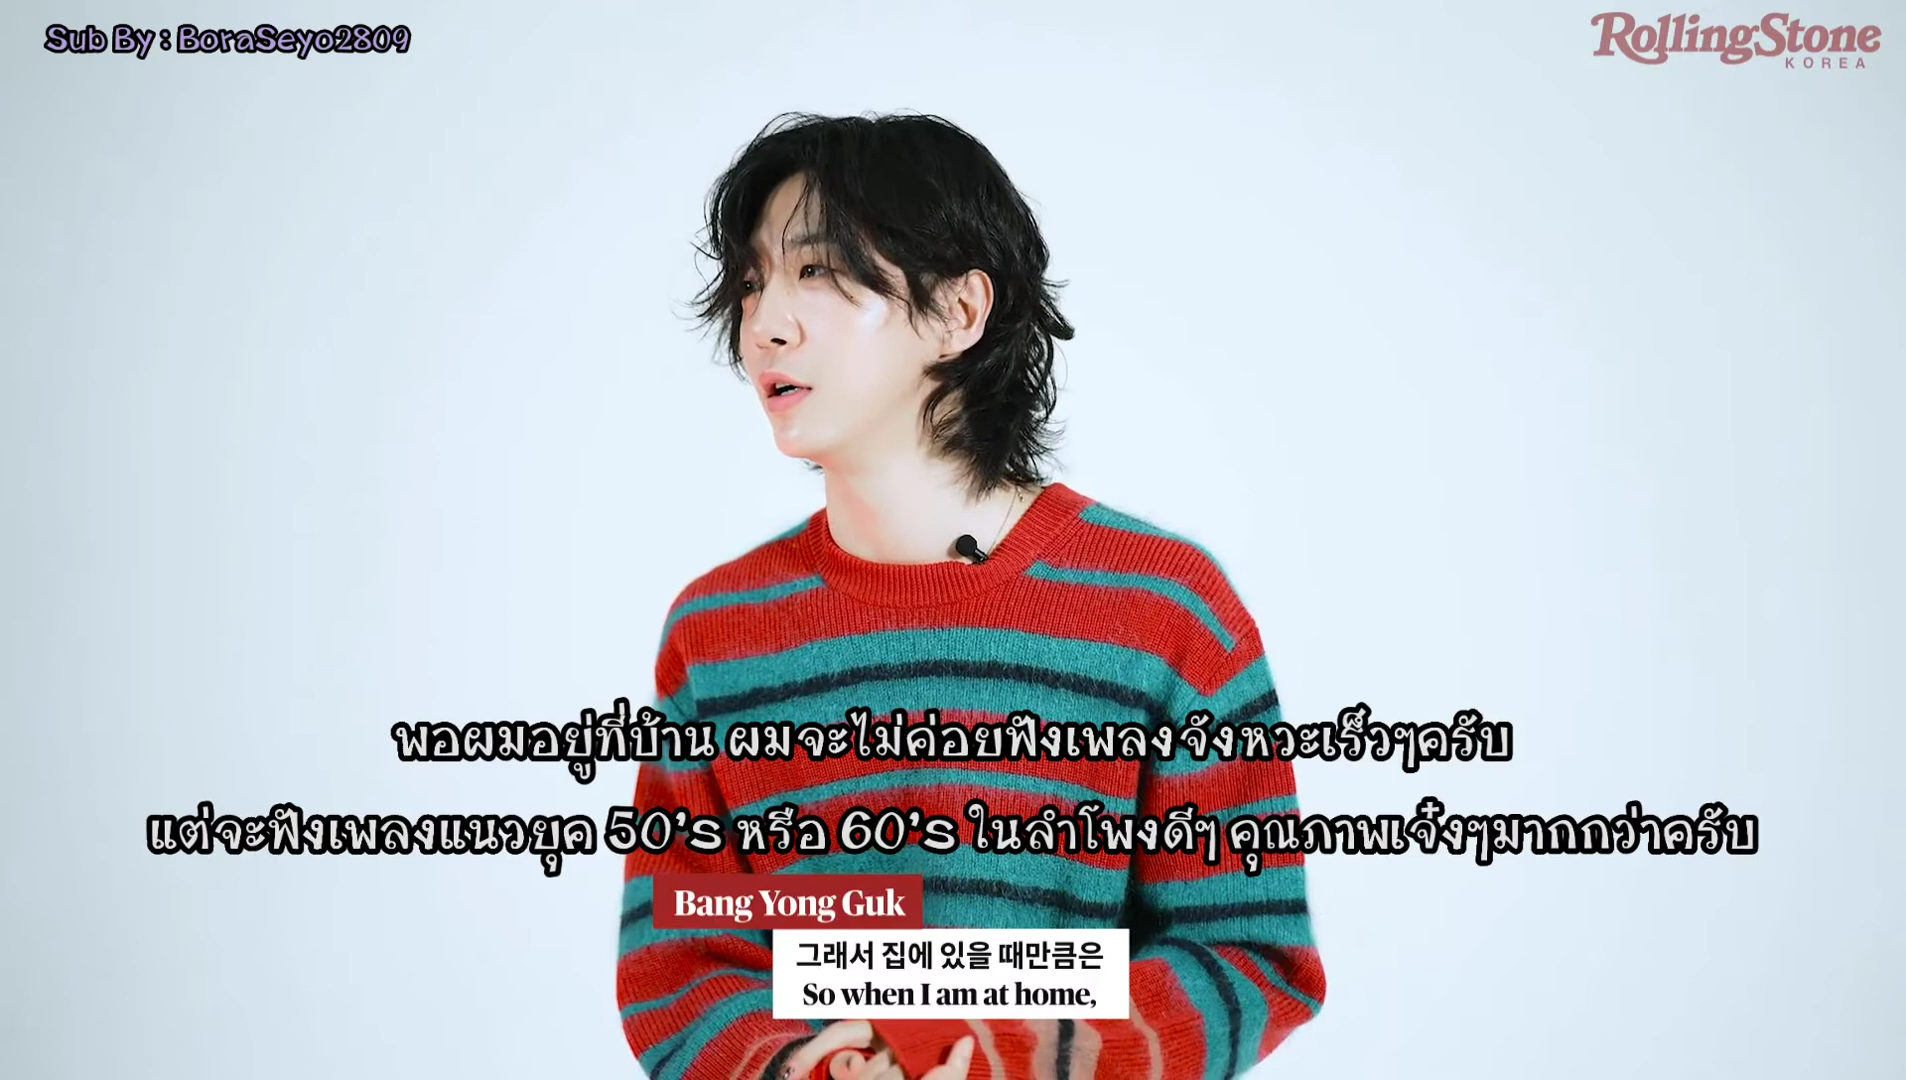 Sub By : BoraSeyo2809
RollingStone
KOREA
พอผมอยู่ที่บ้าน ผมจะไม่ค่อยฟังเพลงจังหวะเร็วๆครับ
แต่จะฟังเพลงแนวยุค 50's หรือ 60's ในลำโพงดีๆ คุณภาพเจ๋งๆมากกว่าครับ
Bang Yong Guk
그래서 집에 있을 때만큼은
So when I am at home,